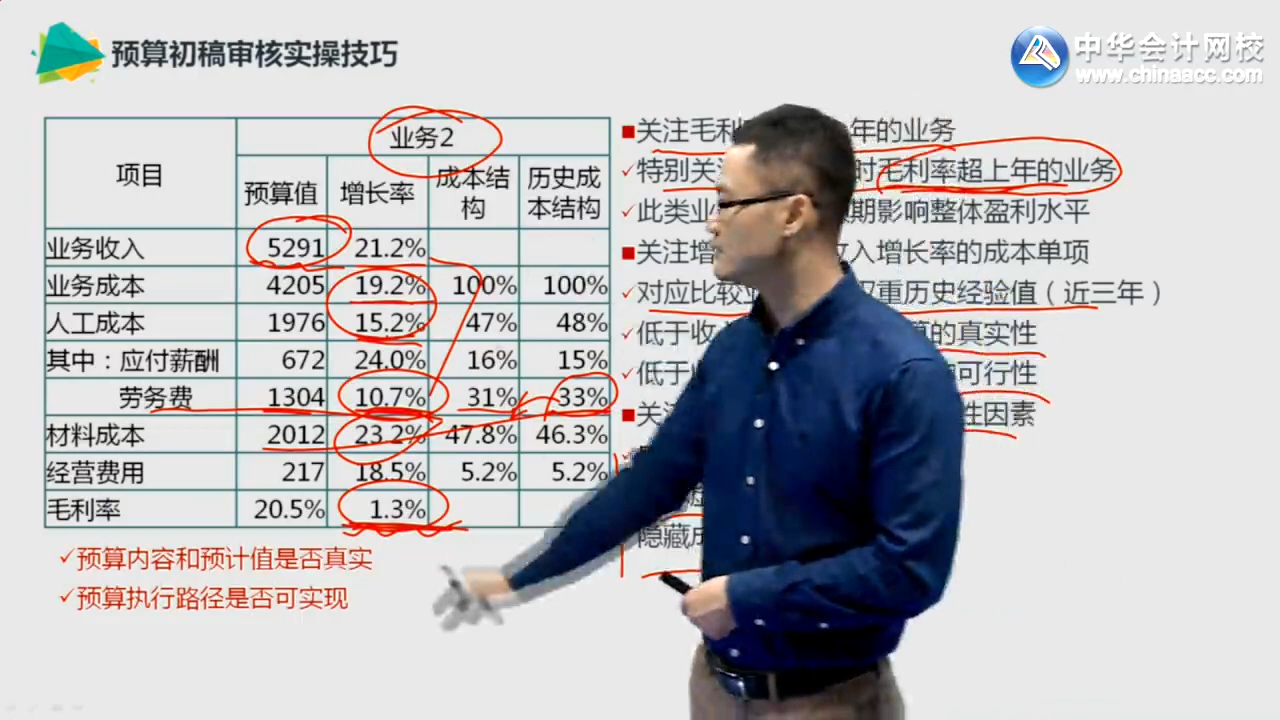 预算初稿审核实操技巧
中华会计网校
www.chinaacc.com
项目 业务2
预算值 增长率 成本结构 历史成本结构
业务收入 5291 21.2%
业务成本 4205 19.2% 100% 100%
人工成本 1976 15.2% 47% 48%
其中：应付薪酬 672 24.0% 16% 15%
劳务费 1304 10.7% 31% 33%
材料成本 2012 23.2% 47.8% 46.3%
经营费用 217 18.5% 5.2% 5.2%
毛利率 20.5% 1.3%
✓预算内容和预计值是否真实
✓预算执行路径是否可实现
■关注毛利 年的业务
✓特别关 时毛利率超上年的业务
✓此类业 期影响整体盈利水平
■关注增 入增长率的成本单项
✓对应比较 重历史经验值（近三年）
✓低于收 的真实性
✓低于 可行性
■关 性因素
隐藏